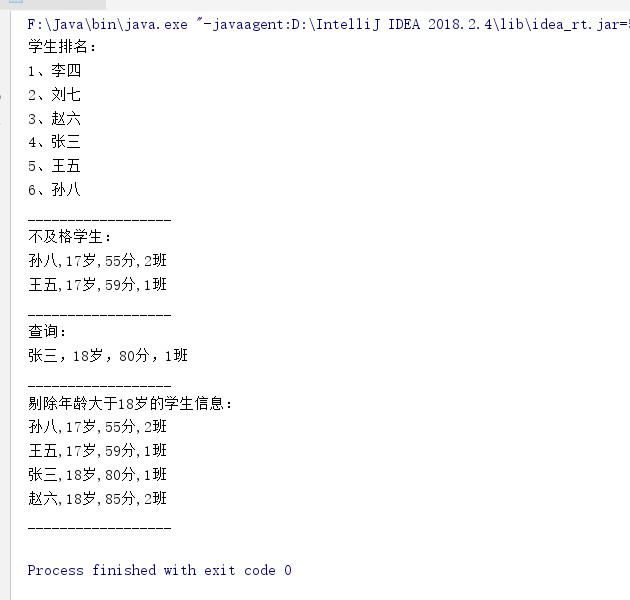 F:\Java\bin\java.exe "-javaagent:D:\IntelliJ IDEA 2018.2.4\lib\idea_rt.jar=
学生排名:
1、李四
2、刘七
3、赵六
4、张三
5、王五
6、孙八
__________________
不及格学生:
孙八,17岁,55分,2班
王五,17岁,59分,1班
__________________
查询:
张三，18岁，80分，1班
__________________
剔除年龄大于18岁的学生信息:
孙八,17岁,55分,2班
王五,17岁,59分,1班
张三,18岁,80分,1班
赵六,18岁,85分,2班
__________________
Process finished with exit code 0